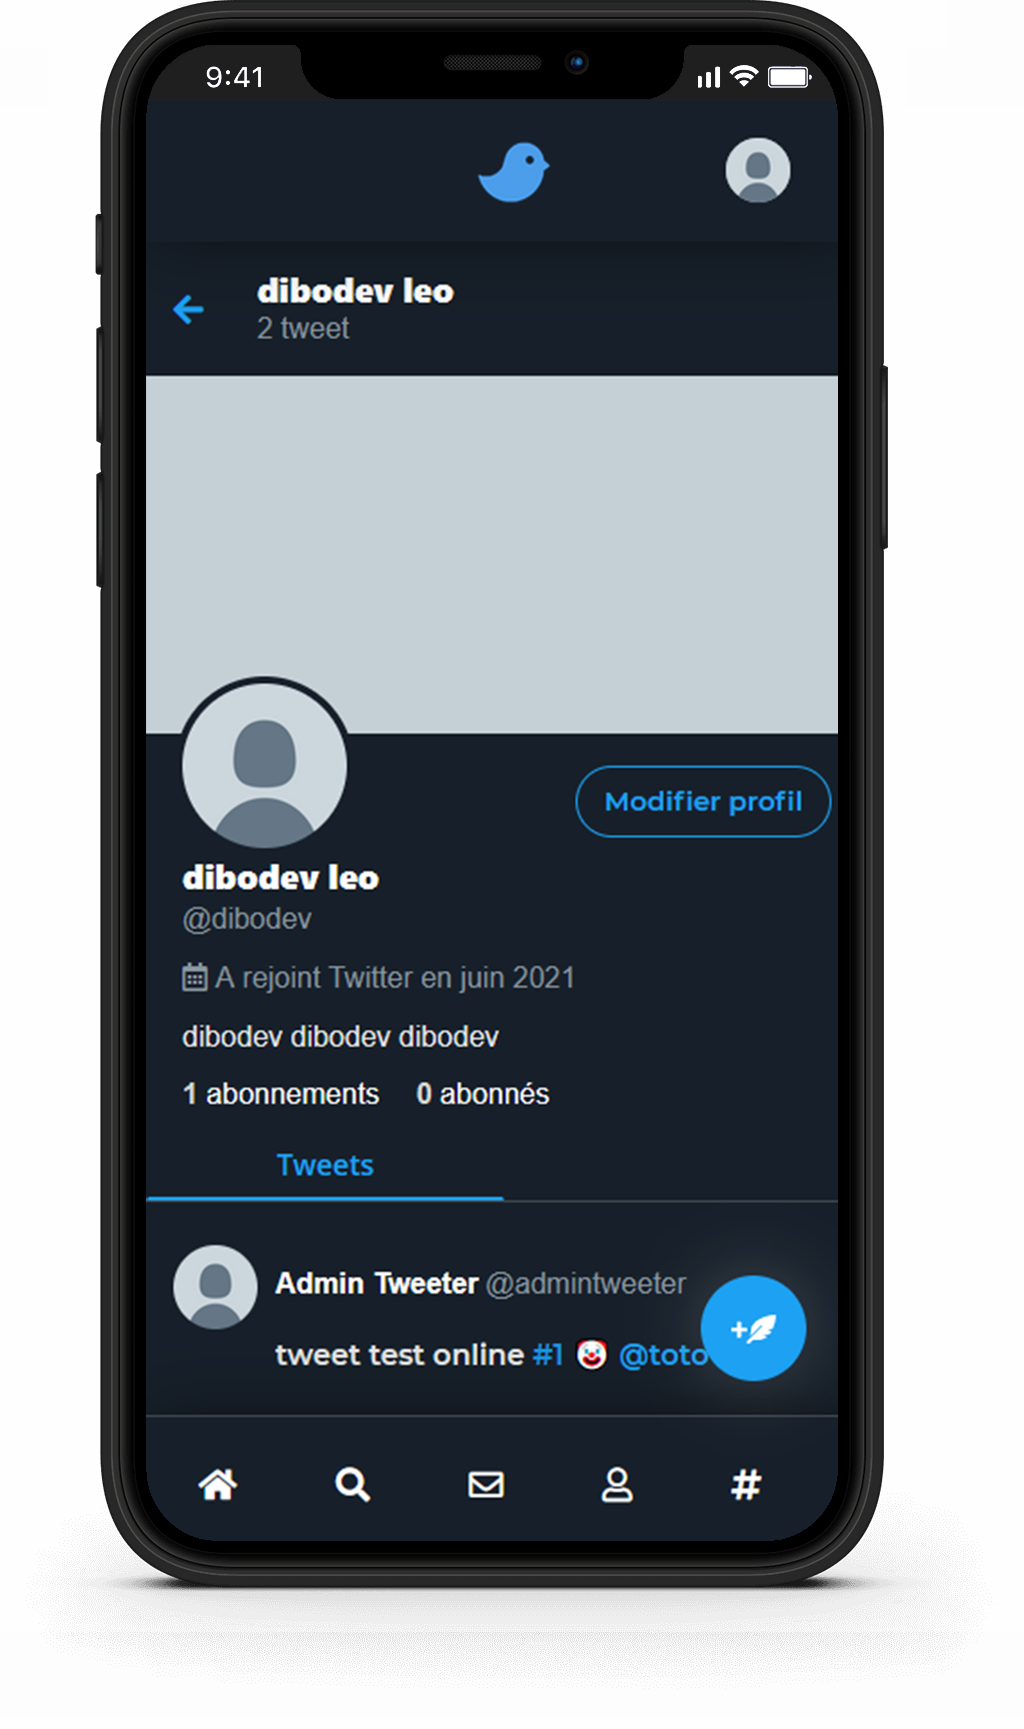 9:41
dibodev leo
2 tweet
Modifier profil
dibodev leo
@dibodev
A rejoint Twitter en juin 2021
dibodev dibodev dibodev
1 abonnements 0 abonnés
Tweets
Admin Tweeter @admintweeter
tweet test online #1 🤡 @toto